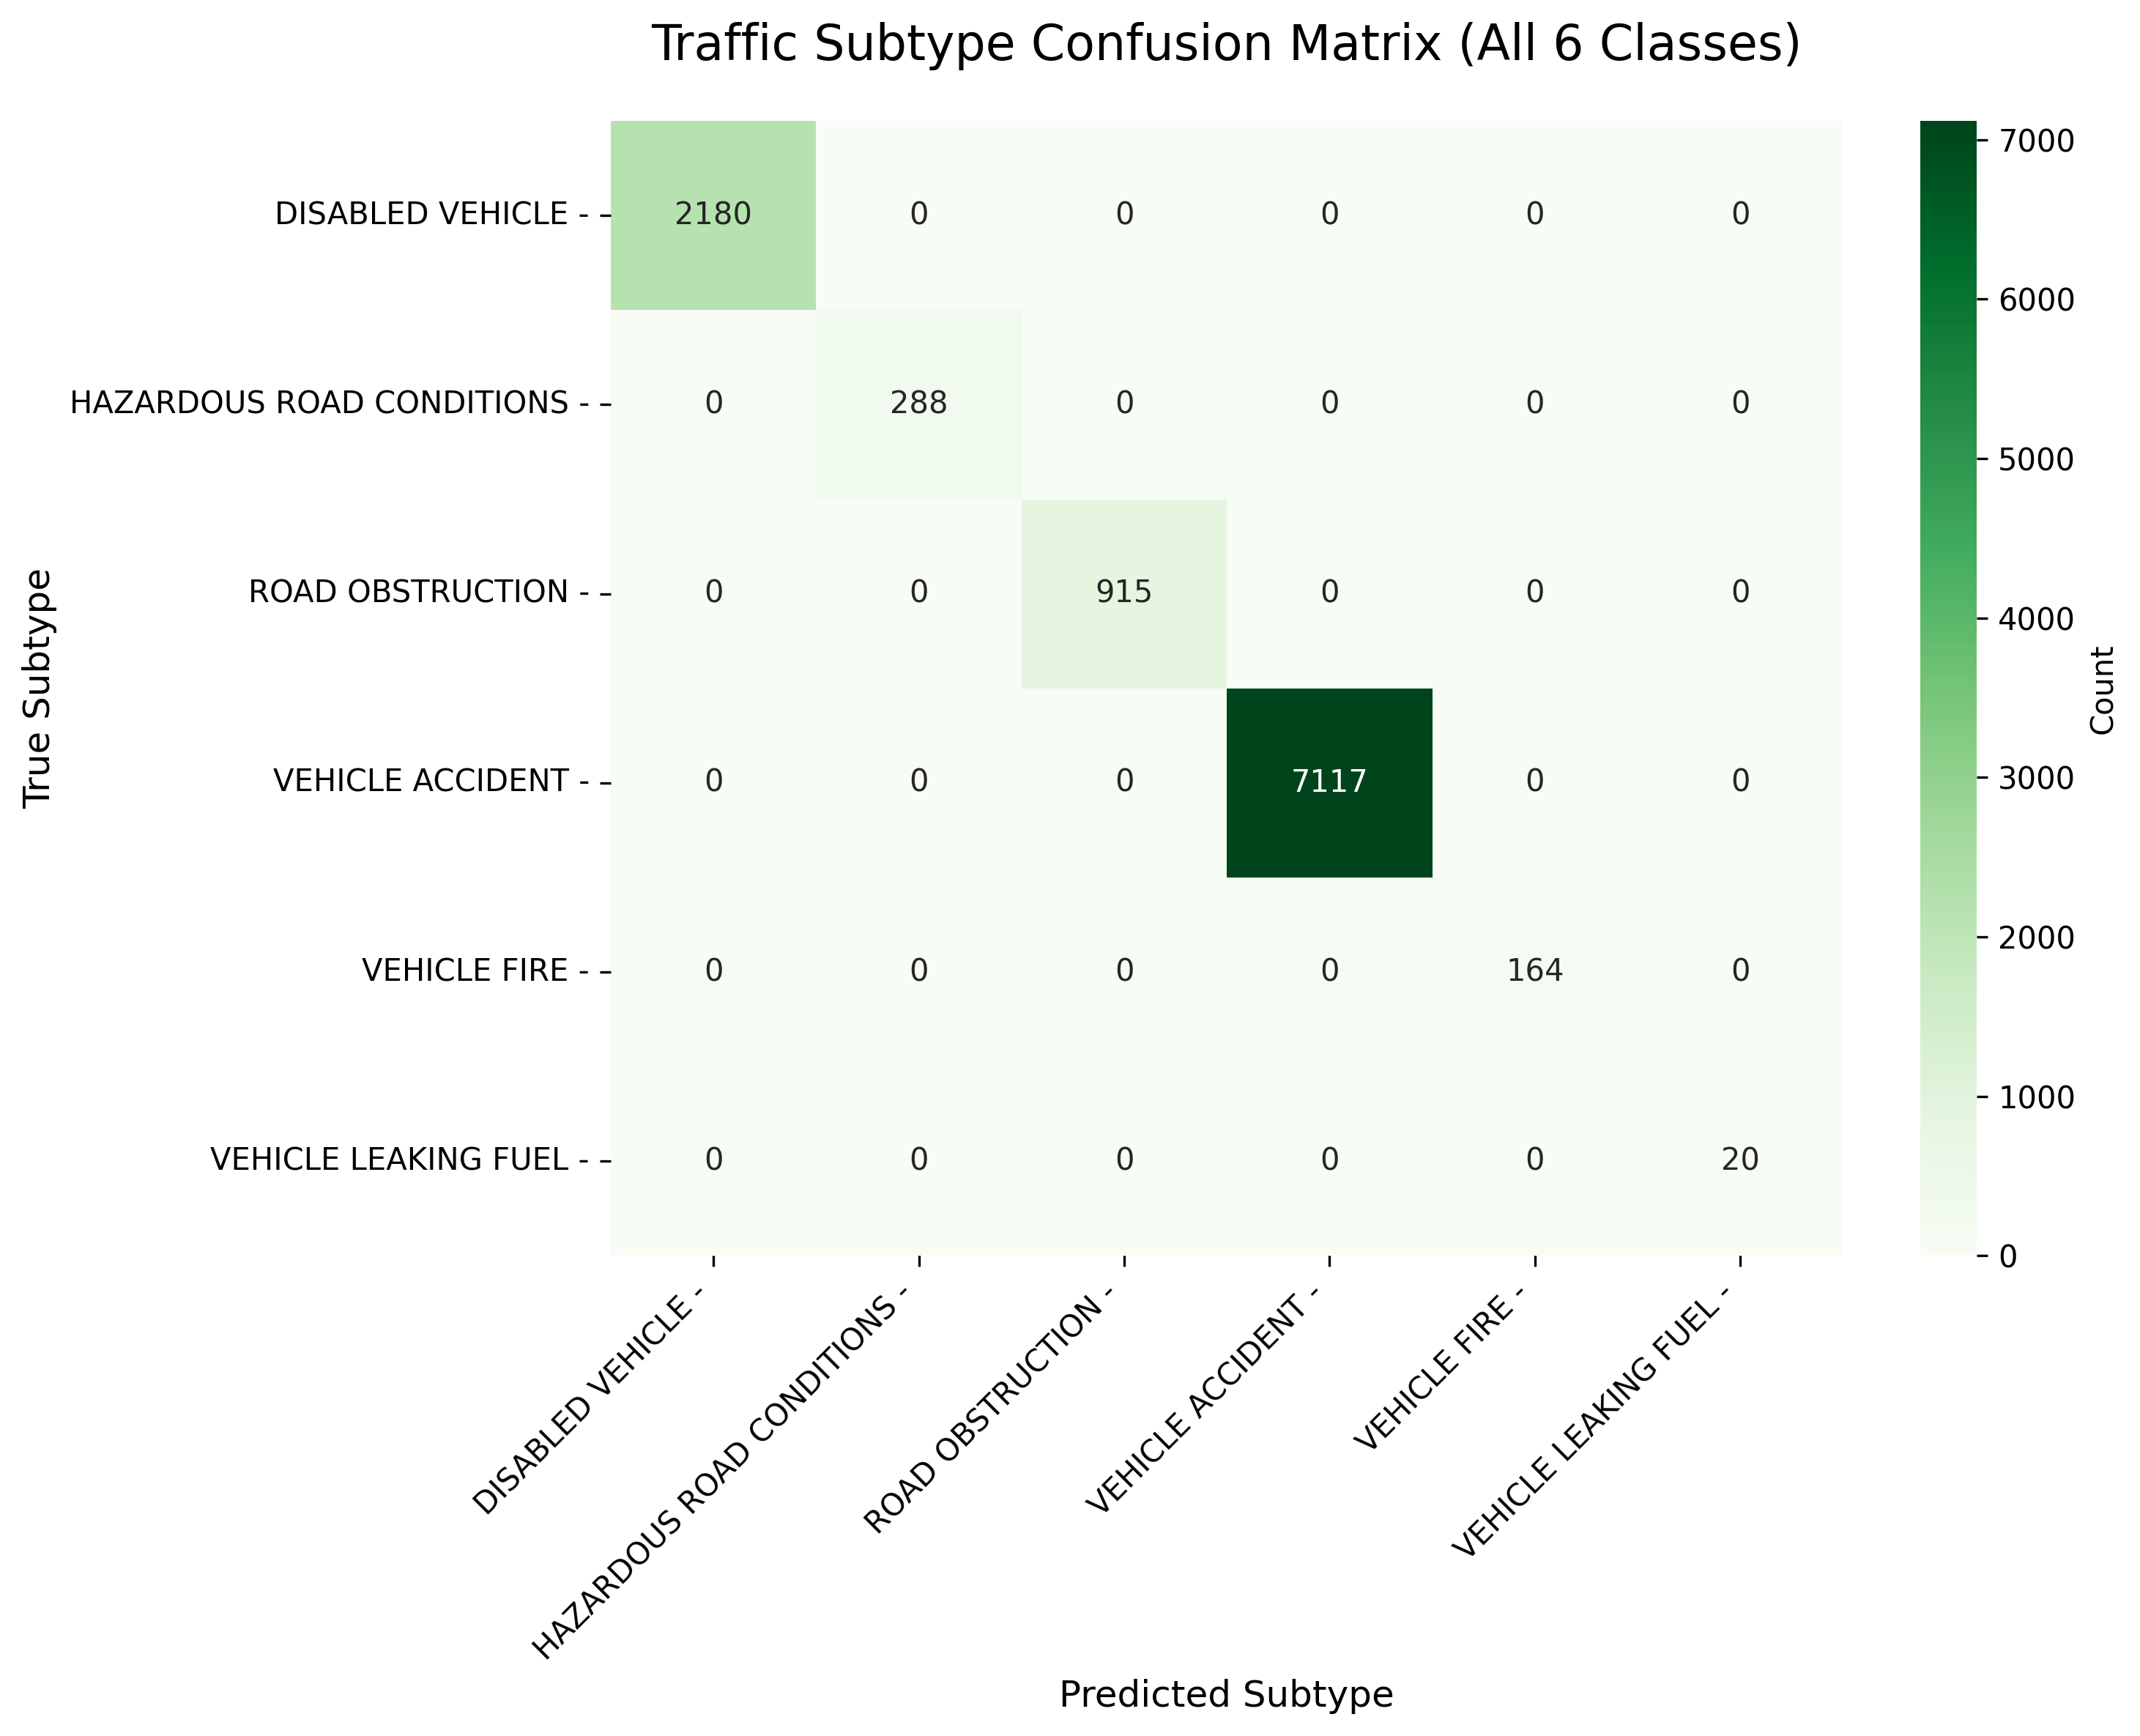 Traffic Subtype Confusion Matrix (All 6 Classes)
DISABLED VEHICLE - 2180 0 0 0 0 0
HAZARDOUS ROAD CONDITIONS - 0 288 0 0 0 0
ROAD OBSTRUCTION - 0 0 915 0 0 0
VEHICLE ACCIDENT - 0 0 0 7117 0 0
VEHICLE FIRE - 0 0 0 0 164 0
VEHICLE LEAKING FUEL - 0 0 0 0 0 20
True Subtype
DISABLED VEHICLE -
HAZARDOUS ROAD CONDITIONS -
ROAD OBSTRUCTION -
VEHICLE ACCIDENT -
VEHICLE FIRE -
VEHICLE LEAKING FUEL -
Predicted Subtype
7000
6000
5000
4000
3000
2000
1000
0
Count